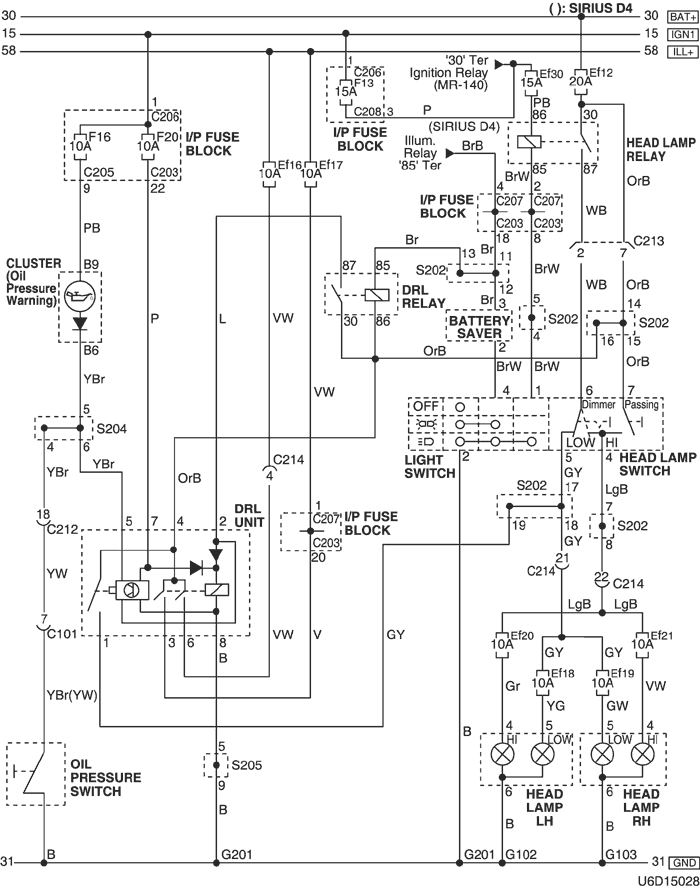 ( ): SIRIUS D4
30 30 BAT+
15 15 IGN1
58 58 ILL+
'30' Ter
Ignition Relay
(MR-140)
Ef30
15A
Ef12
20A
1
C206
F13
15A
C208 3
P
I/P FUSE
BLOCK
1
C206
F16
10A
F20
10A
I/P FUSE
BLOCK
C205
C203
9
22
PB
86
30
(SIRIUS D4)
HEAD LAMP
RELAY
85
87
Illum.
Relay
'85' Ter
BrB
BrW
OrB
Ef16
10A
Ef17
10A
4
2
I/P FUSE
BLOCK
C207
C207
C203
C203
18
8
WB
C213
2
7
PB
CLUSTER
(Oil
Pressure
Warning)
B9
B6
YBr
P
L
VW
87
85
Br
13
11
S202
12
Br
DRL
RELAY
30
86
Br
3
BATTERY
SAVER
2
BrW
BrW
5
S202
4
BrW
WB
OrB
14
S202
16
15
OrB
OrB
VW
4
1
6
7
OFF
Dimmer
Passing
LOW
HI
LIGHT
SWITCH
2
HEAD LAMP
SWITCH
5
4
5
S204
4
6
YBr
YBr
OrB
C214
4
GY
17
S202
19
18
GY
LgB
7
S202
8
18
C212
5
7
4
2
DRL
UNIT
1
C207
C203
20
I/P FUSE
BLOCK
21
C214
22
C214
YW
7
C101
1
3
6
8
B
VW
V
GY
LgB
LgB
Ef20
10A
GY
GY
Ef21
10A
Ef18
10A
Ef19
10A
YBr(YW)
Gr
YG
GW
VW
OIL
PRESSURE
SWITCH
5
S205
9
B
B
4
HI
5
LOW
5
LOW
4
HI
6
6
HEAD
LAMP
LH
HEAD
LAMP
RH
B
B
B
31
G201
G201
G102
G103
31 GND
U6D15028